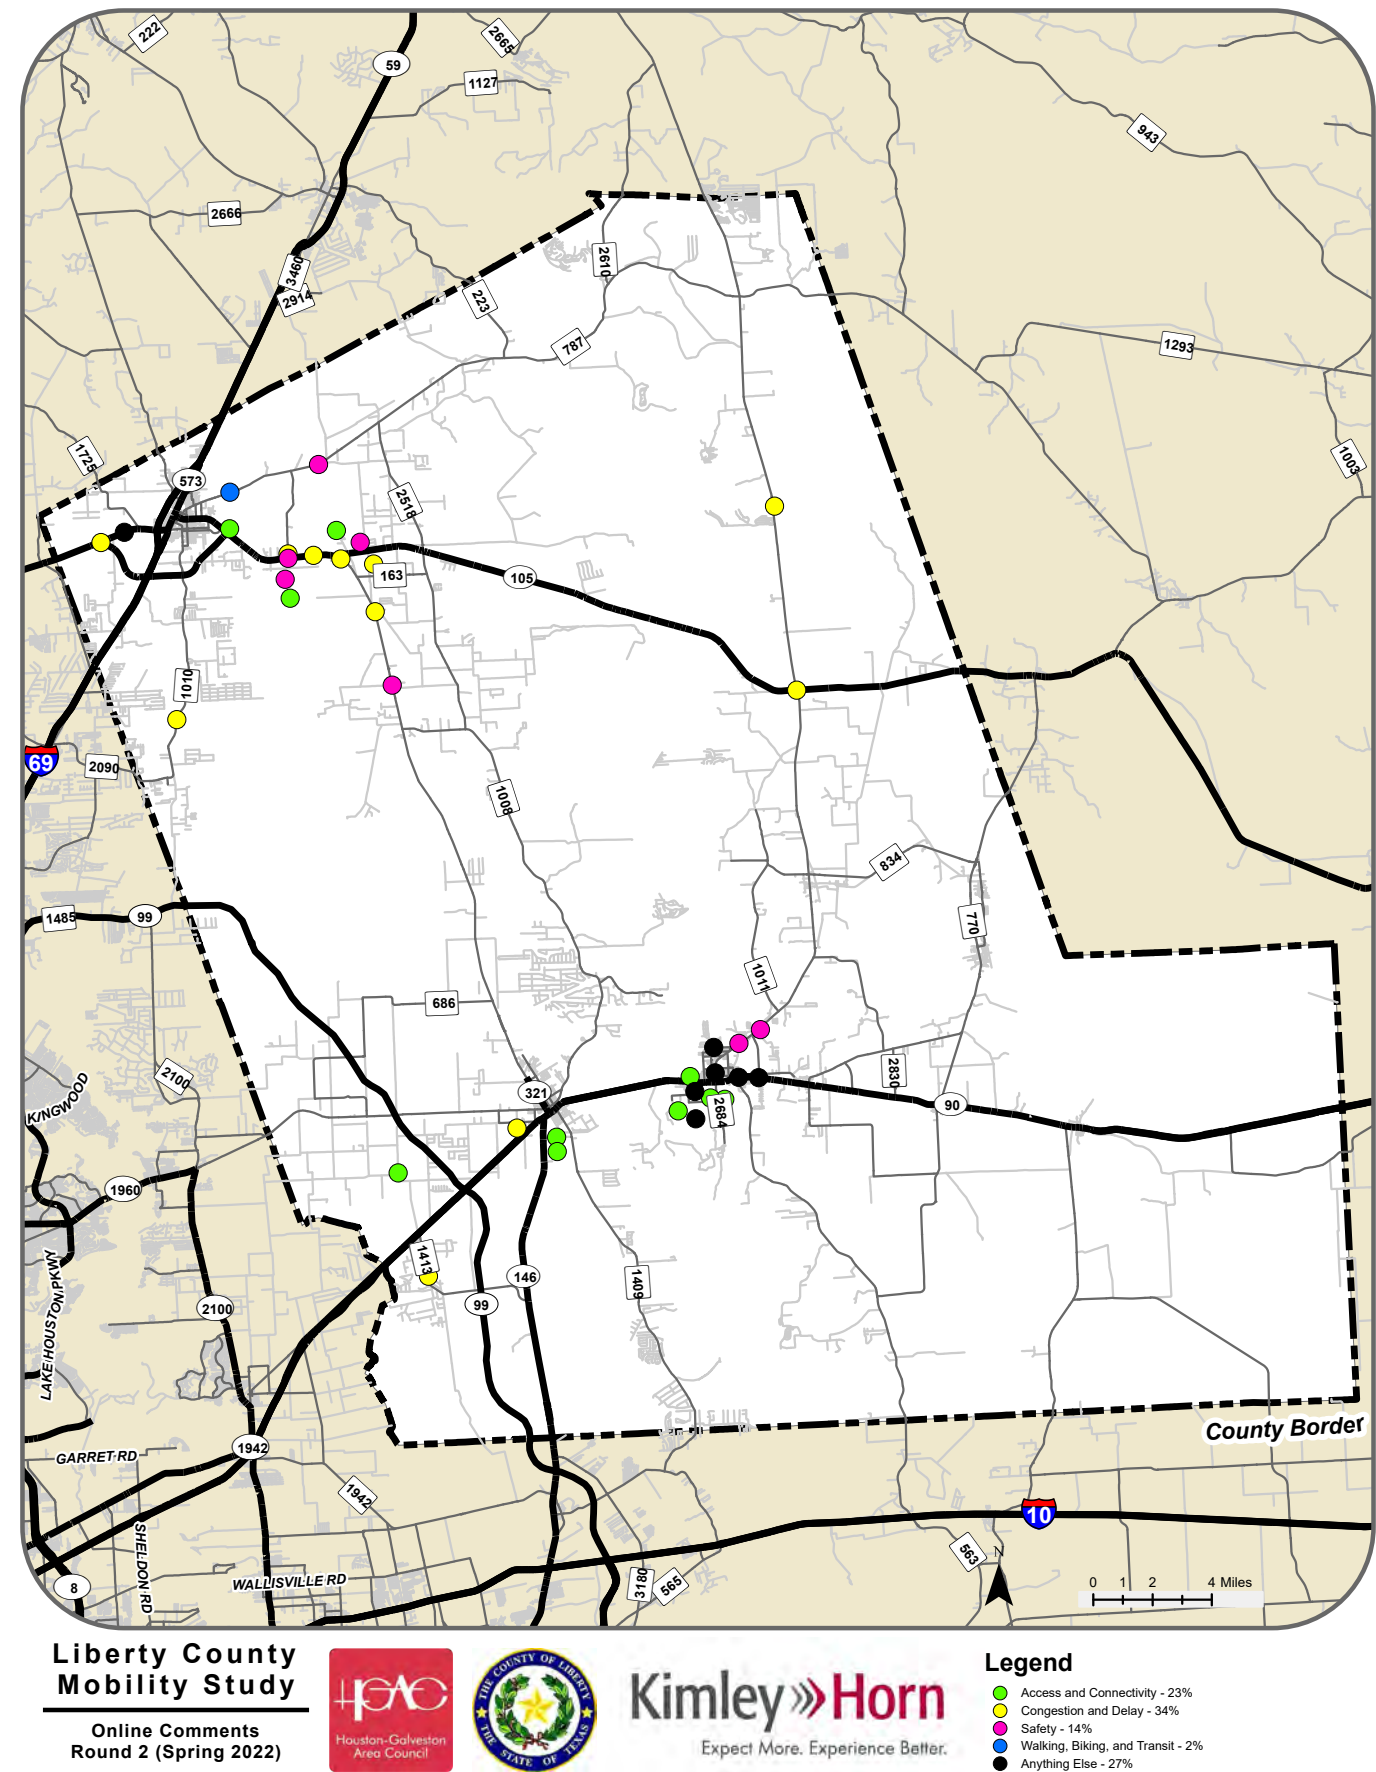 222
59
2665
1127
943
2666
3460
2914
2610
223
787
1293
1725
573
2518
1003
163
105
1010
69
2090
1008
834
1485
99
770
1011
686
2100
2830
KINGWOOD
321
90
2684
1960
1413
146
1409
99
LAKE HOUSTON PKWY
2100
County Border
1942
GARRET RD
1942
10
SHELDON RD
563
N
8
WALLISVILLE RD
3180
565
0 1 2 4 Miles
Liberty County
Mobility Study
Online Comments
Round 2 (Spring 2022)
HGAC
Houston-Galveston
Area Council
THE COUNTY OF LIBERTY
THE STATE OF TEXAS
Kimley Horn
Expect More. Experience Better.
Legend
Access and Connectivity - 23%
Congestion and Delay - 34%
Safety - 14%
Walking, Biking, and Transit - 2%
Anything Else - 27%